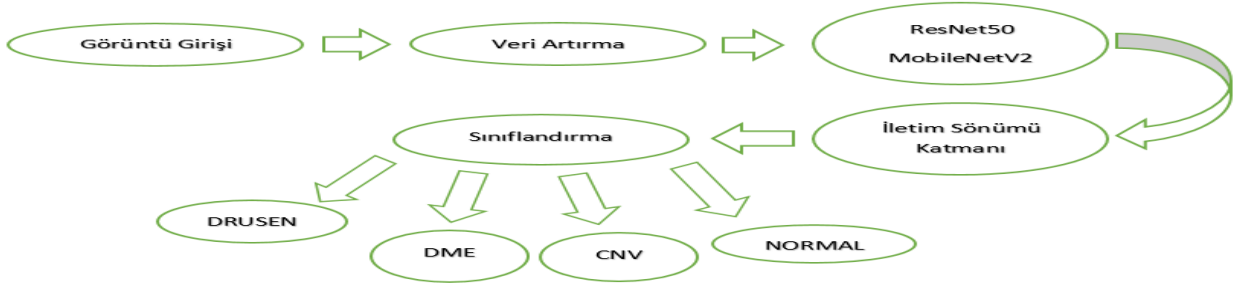 Görüntü Girişi
Veri Artırma
ResNet50
MobileNetV2
İletim Sönümü
Katmanı
Sınıflandırma
DRUSEN
DME
CNV
NORMAL